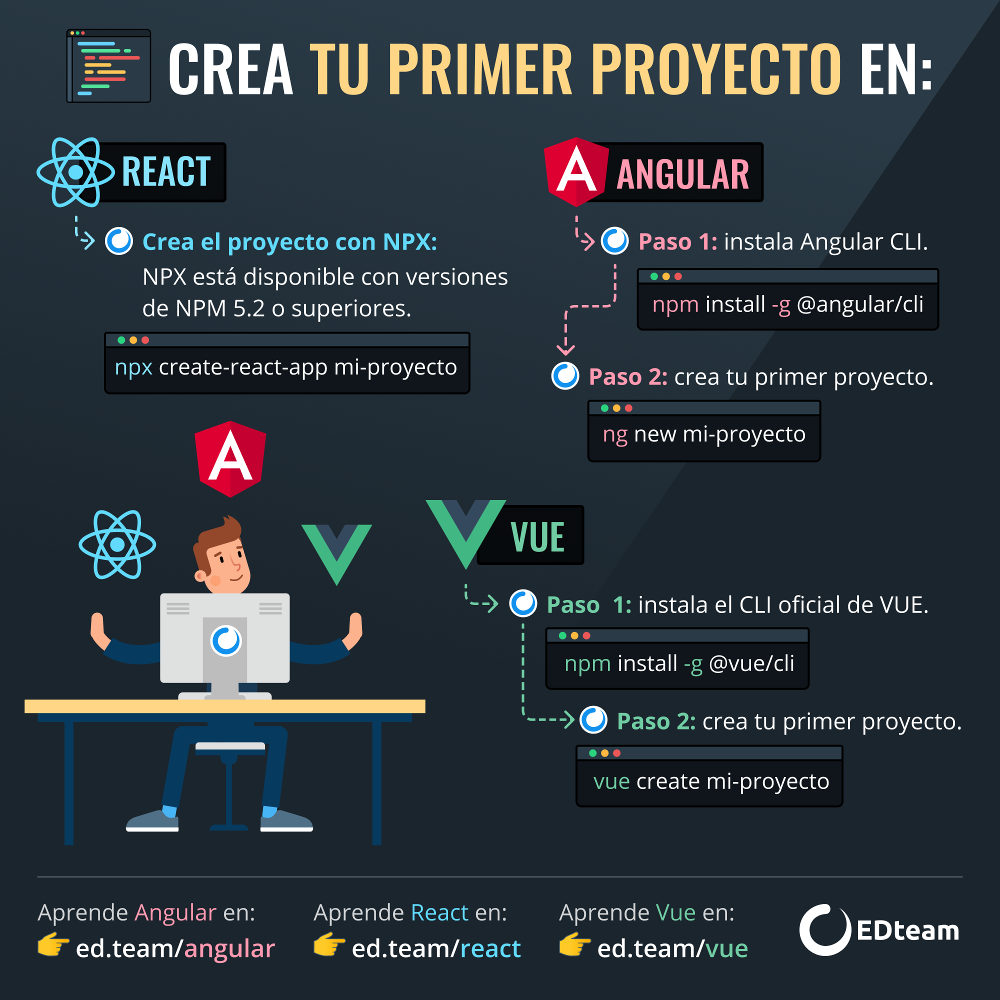 CREA TU PRIMER PROYECTO EN:
REACT
Crea el proyecto con NPX:
NPX está disponible con versiones
de NPM 5.2 o superiores.
npx create-react-app mi-proyecto
ANGULAR
Paso 1: instala Angular CLI.
npm install -g @angular/cli
Paso 2: crea tu primer proyecto.
ng new mi-proyecto
VUE
Paso 1: instala el CLI oficial de VUE.
npm install -g @vue/cli
Paso 2: crea tu primer proyecto.
vue create mi-proyecto
Aprende Angular en:
ed.team/angular
Aprende React en:
ed.team/react
Aprende Vue en:
ed.team/vue
EDteam